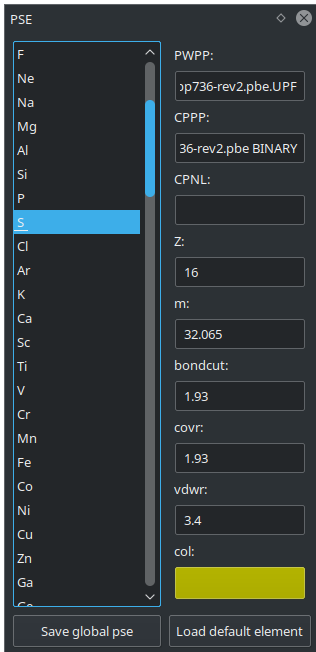 PSE
F
Ne
Na
Mg
Al
Si
P
S
Cl
Ar
K
Ca
Sc
Ti
V
Cr
Mn
Fe
Co
Ni
Cu
Zn
Ga
PWPP:
pp736-rev2.pbe.UPF
CPPP:
36-rev2.pbe BINARY
CPNL:
Z:
16
m:
32.065
bondcut:
1.93
covr:
1.93
vdwr:
3.4
col:
Save global pse
Load default element